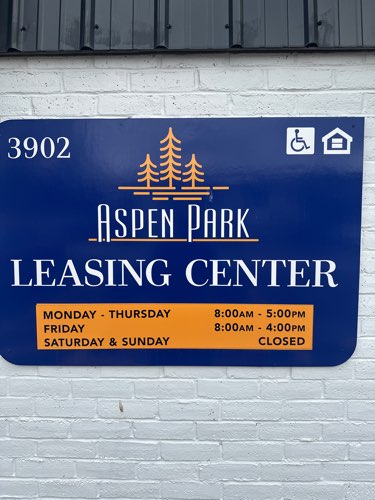 3902
ASPEN PARK
LEASING CENTER
MONDAY - THURSDAY 8:00AM - 5:00PM
FRIDAY 8:00AM - 4:00PM
SATURDAY & SUNDAY CLOSED